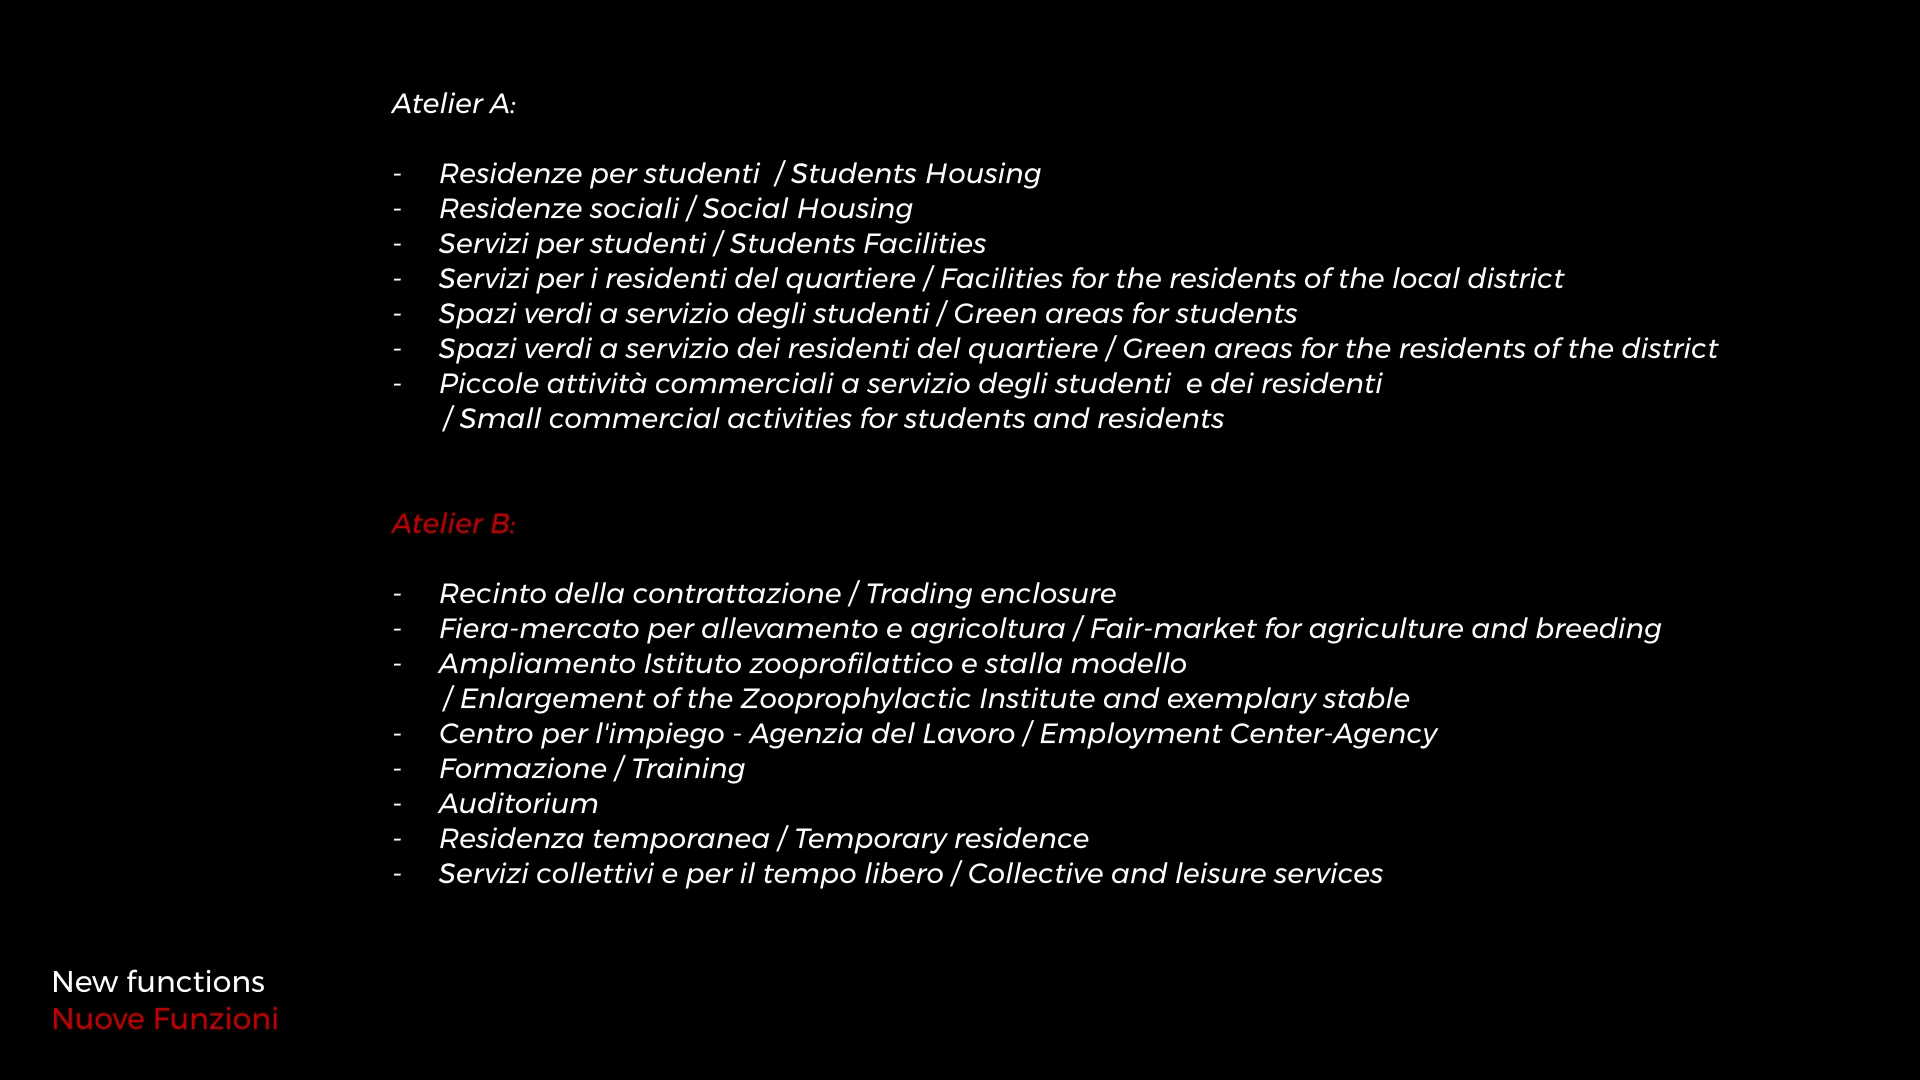 Atelier A:
- Residenze per studenti / Students Housing
- Residenze sociali / Social Housing
- Servizi per studenti / Students Facilities
- Servizi per i residenti del quartiere / Facilities for the residents of the local district
- Spazi verdi a servizio degli studenti / Green areas for students
- Spazi verdi a servizio dei residenti del quartiere / Green areas for the residents of the district
- Piccole attività commerciali a servizio degli studenti e dei residenti
/ Small commercial activities for students and residents
Atelier B:
- Recinto della contrattazione / Trading enclosure
- Fiera-mercato per allevamento e agricoltura / Fair-market for agriculture and breeding
- Ampliamento Istituto zooprofilattico e stalla modello
/ Enlargement of the Zooprophylactic Institute and exemplary stable
- Centro per l'impiego - Agenzia del Lavoro / Employment Center-Agency
- Formazione / Training
- Auditorium
- Residenza temporanea / Temporary residence
- Servizi collettivi e per il tempo libero / Collective and leisure services
New functions
Nuove Funzioni